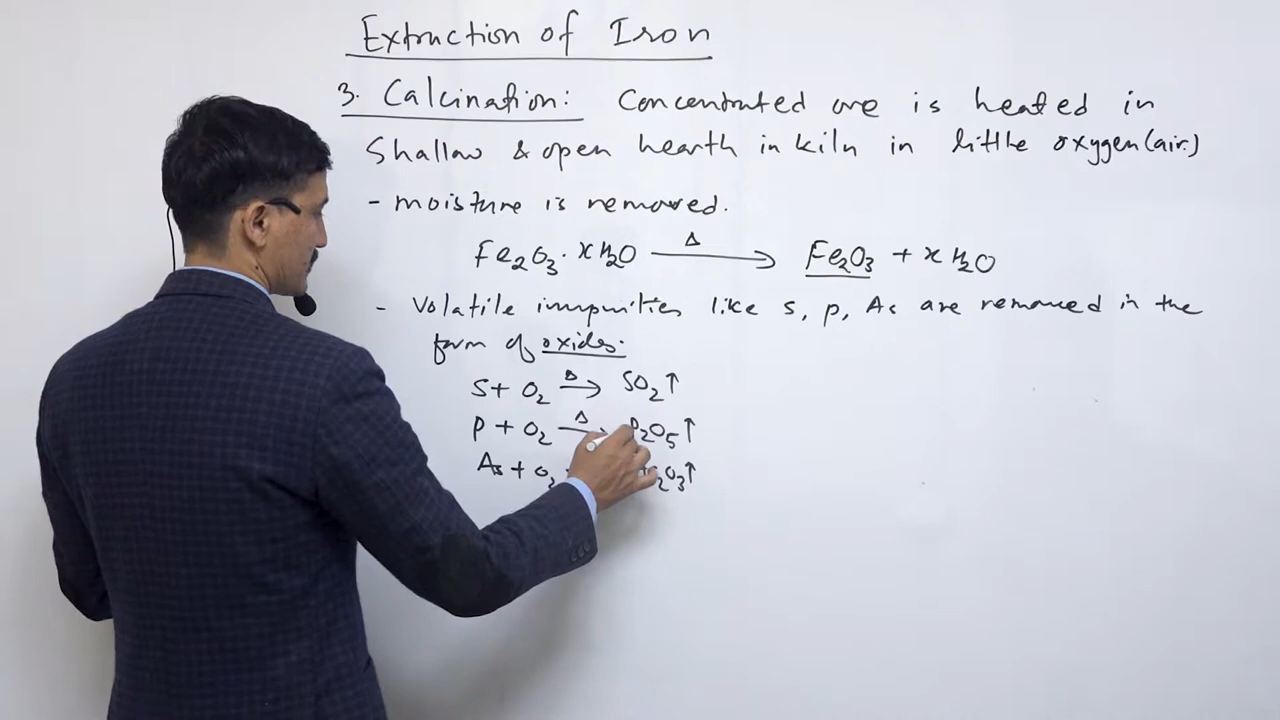 Extraction of Iron
3. Calcination: Concentrated ore is heated in
Shallow & open hearth in kiln in little oxygen (air)
- moisture is removed.
Fe₂O₃·xH₂O —Δ→ Fe₂O₃ + xH₂O
- Volatile impurities like S, P, As are removed in the
form of oxides.
S + O₂ —Δ→ SO₂↑
P + O₂ —Δ→ P₂O₅↑
As + O₂ ₂O₃↑